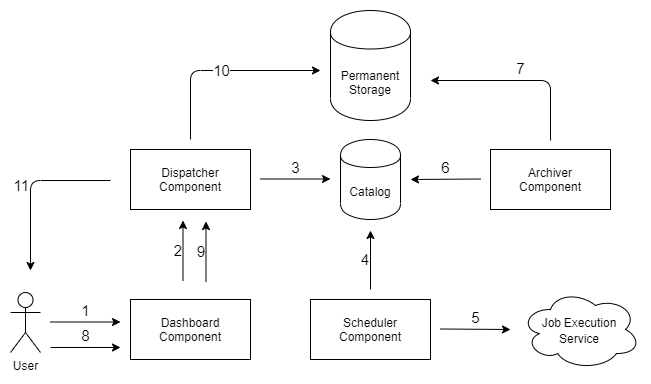 10
Permanent
Storage
7
Dispatcher
Component
3
Catalog
6
Archiver
Component
11
2
9
4
1
8
Dashboard
Component
Scheduler
Component
5
Job Execution
Service
User